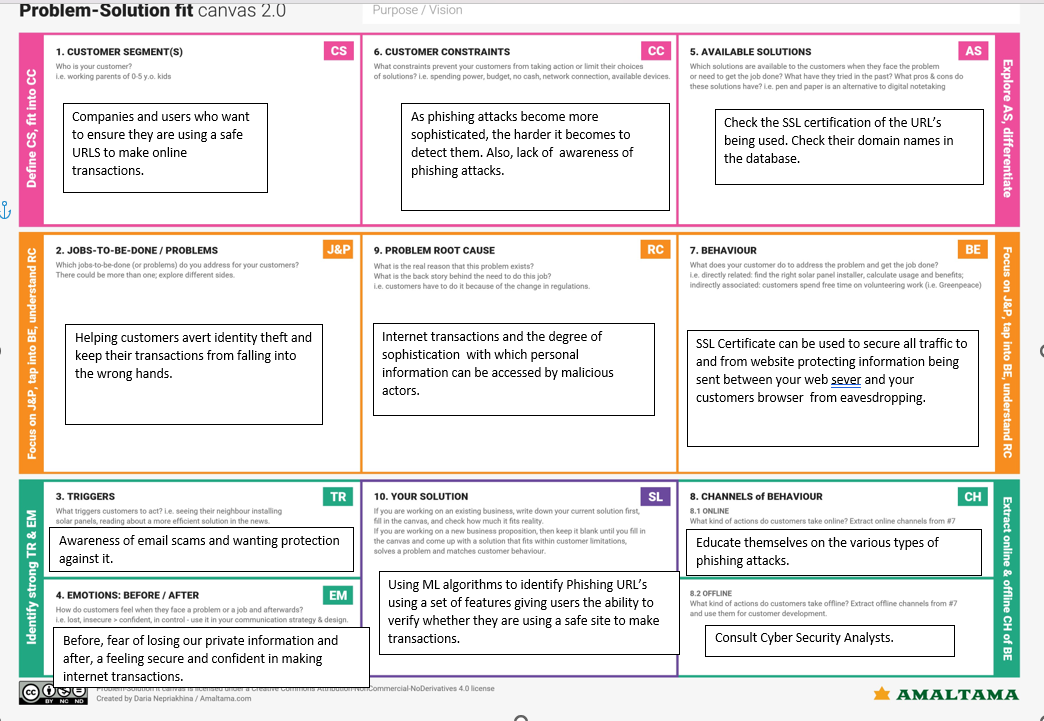 Problem-Solution fit canvas 2.0
Purpose / Vision
Define CS, fit into CC
1. CUSTOMER SEGMENT(S)
CS
Who is your customer?
i.e. working parents of 0-5 y.o. kids
Companies and users who want
to ensure they are using a safe
URLS to make online
transactions.
6. CUSTOMER CONSTRAINTS
CC
What constraints prevent your customers from taking action or limit their choices
of solutions? i.e. spending power, budget, no cash, network connection, available devices.
As phishing attacks become more
sophisticated, the harder it becomes to
detect them. Also, lack of  awareness of
phishing attacks.
5. AVAILABLE SOLUTIONS
AS
Which solutions are available to the customers when they face the problem
or need to get the job done? What have they tried in the past? What pros & cons do
these solutions have? i.e. pen and paper is an alternative to digital notetaking
Check the SSL certification of the URL's
being used. Check their domain names in
the database.
Explore AS, differentiate
Focus on J&P, tap into BE, understand RC
2. JOBS-TO-BE-DONE / PROBLEMS
J&P
Which jobs-to-be-done (or problems) do you address for your customers?
There could be more than one; explore different sides.
Helping customers avert identity theft and
keep their transactions from falling into
the wrong hands.
9. PROBLEM ROOT CAUSE
RC
What is the real reason that this problem exists?
What is the back story behind the need to do this job?
i.e. customers have to do it because of the change in regulations.
Internet transactions and the degree of
sophistication  with which personal
information can be accessed by malicious
actors.
7. BEHAVIOUR
BE
What does your customer do to address the problem and get the job done?
i.e. directly related: find the right solar panel installer, calculate usage and benefits;
indirectly associated: customers spend free time on volunteering work (i.e. Greenpeace)
SSL Certificate can be used to secure all traffic to
and from website protecting information being
sent between your web sever and your
customers browser  from eavesdropping.
Focus on J&P, tap into BE, understand RC
Identify strong TR & EM
3. TRIGGERS
TR
What triggers customers to act? i.e. seeing their neighbour installing
solar panels, reading about a more efficient solution in the news.
Awareness of email scams and wanting protection
against it.
4. EMOTIONS: BEFORE / AFTER
EM
How do customers feel when they face a problem or a job and afterwards?
i.e. lost, insecure > confident, in control - use it in your communication strategy & design.
Before, fear of losing our private information and
after, a feeling secure and confident in making
internet transactions.
10. YOUR SOLUTION
SL
If you are working on an existing business, write down your current solution first,
fill in the canvas, and check how much it fits reality.
If you are working on a new business proposition, then keep it blank until you fill in
the canvas and come up with a solution that fits within customer limitations,
solves a problem and matches customer behaviour.
Using ML algorithms to identify Phishing URL's
using a set of features giving users the ability to
verify whether they are using a safe site to make
transactions.
8. CHANNELS of BEHAVIOUR
CH
8.1 ONLINE
What kind of actions do customers take online? Extract online channels from #7
Educate themselves on the various types of
phishing attacks.
8.2 OFFLINE
What kind of actions do customers take offline? Extract offline channels from #7
and use them for customer development.
Consult Cyber Security Analysts.
Extract online & offline CH of BE
cc
BY NC ND
Problem-Solution fit canvas is licensed under a Creative Commons Attribution-NonCommercial-NoDerivatives 4.0 license
Created by Daria Nepriakhina / Amaltama.com
AMALTAMA